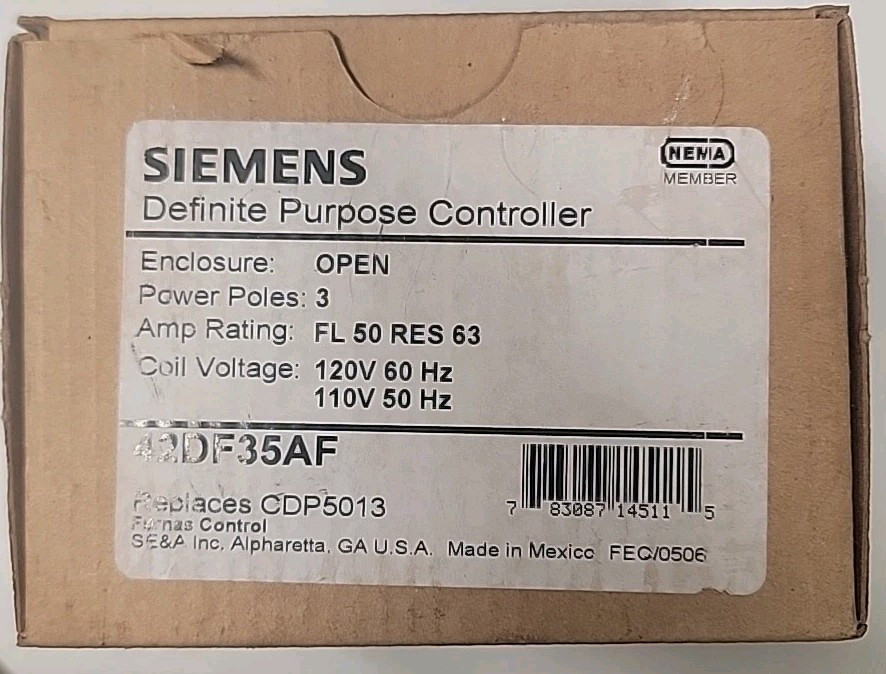 SIEMENS
NEMA
MEMBER
Definite Purpose Controller
Enclosure: OPEN
Power Poles: 3
Amp Rating: FL 50 RES 63
Coil Voltage: 120V 60 Hz
110V 50 Hz
42DF35AF
Replaces CDP5013
7 83087 14511 5
Furnas Control
SE&A Inc. Alpharetta, GA U.S.A. Made in Mexico FEQ/0506